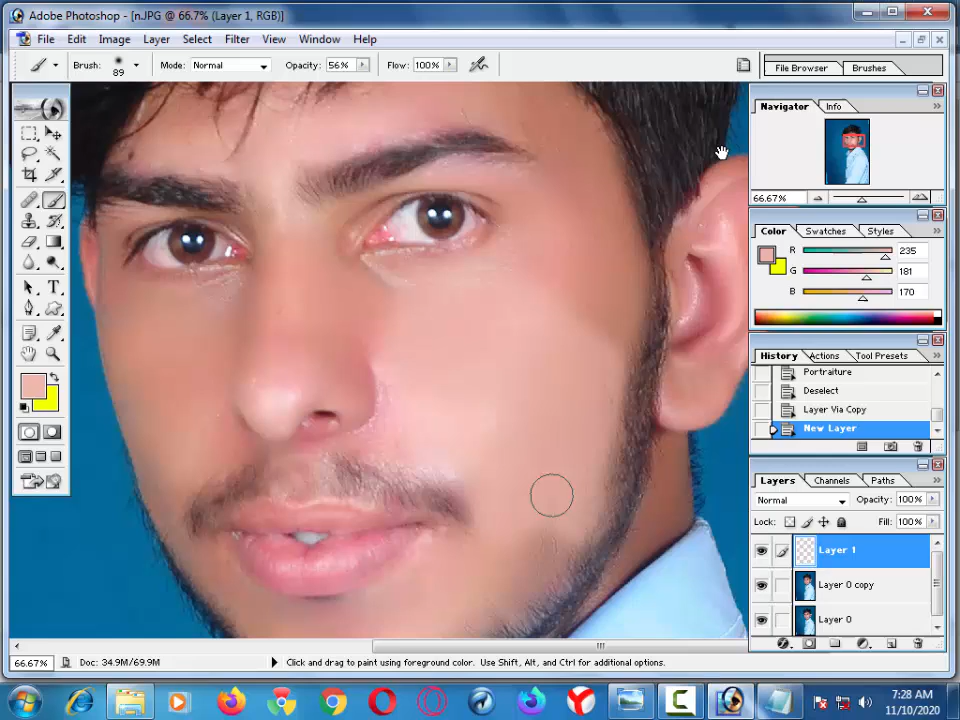 Adobe Photoshop - [n.JPG @ 66.7% (Layer 1, RGB)]
File Edit Image Layer Select Filter View Window Help
Brush: 89 Mode: Normal Opacity: 56% Flow: 100% File Browser Brushes
Navigator Info
66.67%
Color Swatches Styles
R 235
G 181
B 170
History Actions Tool Presets
Portraiture
Deselect
Layer Via Copy
New Layer
Layers Channels Paths
Normal Opacity: 100%
Lock: Fill: 100%
Layer 1
Layer 0 copy
Layer 0
66.67% Doc: 34.9M/69.9M Click and drag to paint using foreground color. Use Shift, Alt, and Ctrl for additional options.
7:28 AM
11/10/2020